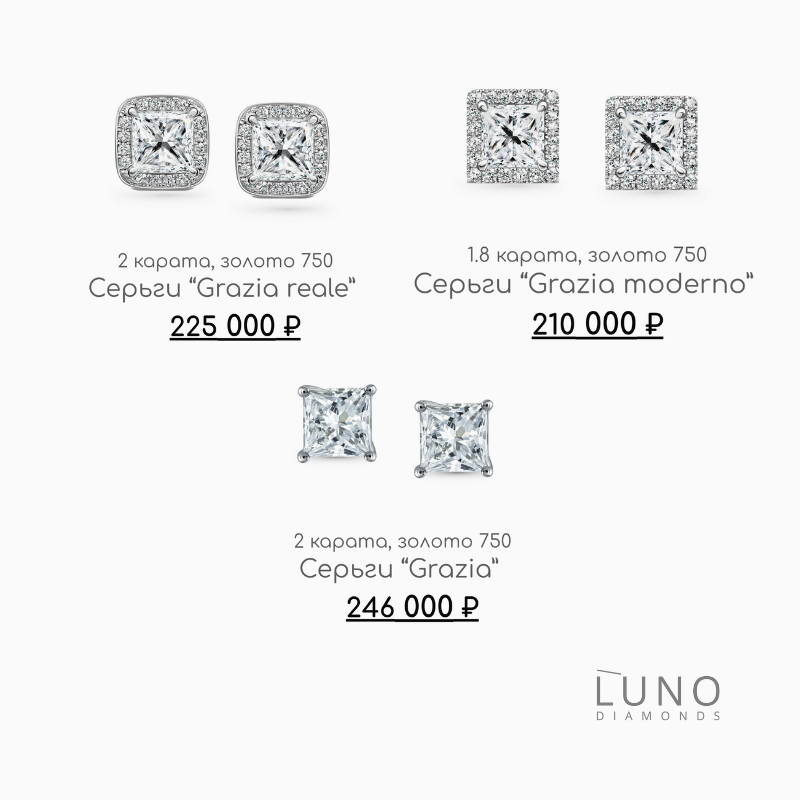 2 карата, золото 750
Серьги “Grazia reale”
225 000 ₽
1.8 карата, золото 750
Серьги “Grazia moderno”
210 000 ₽
2 карата, золото 750
Серьги “Grazia”
246 000 ₽
LUNO
DIAMONDS